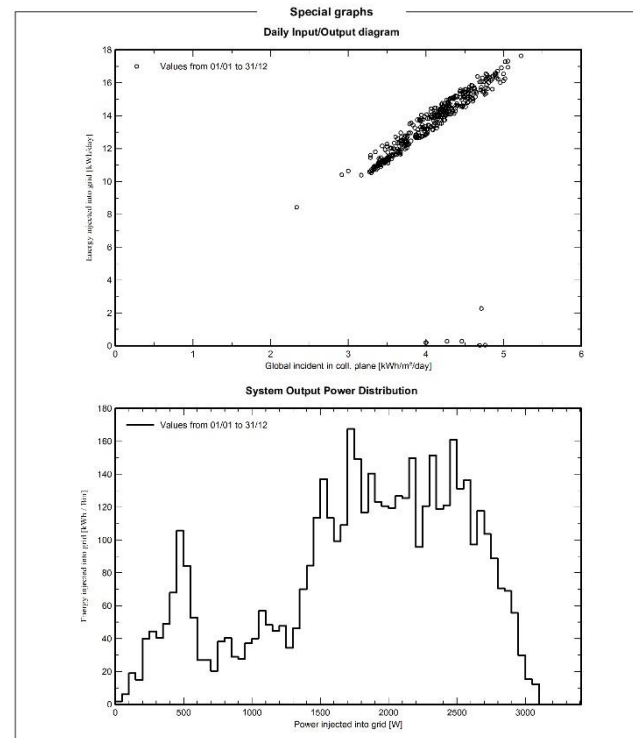 Special graphs
Daily Input/Output diagram
18
16
14
12
10
8
6
4
2
0
Values from 01/01 to 31/12
Energy injected into grid [kWh/day]
0 1 2 3 4 5 6
Global incident in coll. plane [kWh/m²/day]
System Output Power Distribution
180
160
140
120
100
80
60
40
20
0
Values from 01/01 to 31/12
Energy injected into grid [kWh / Bin]
0 500 1000 1500 2000 2500 3000
Power injected into grid [W]